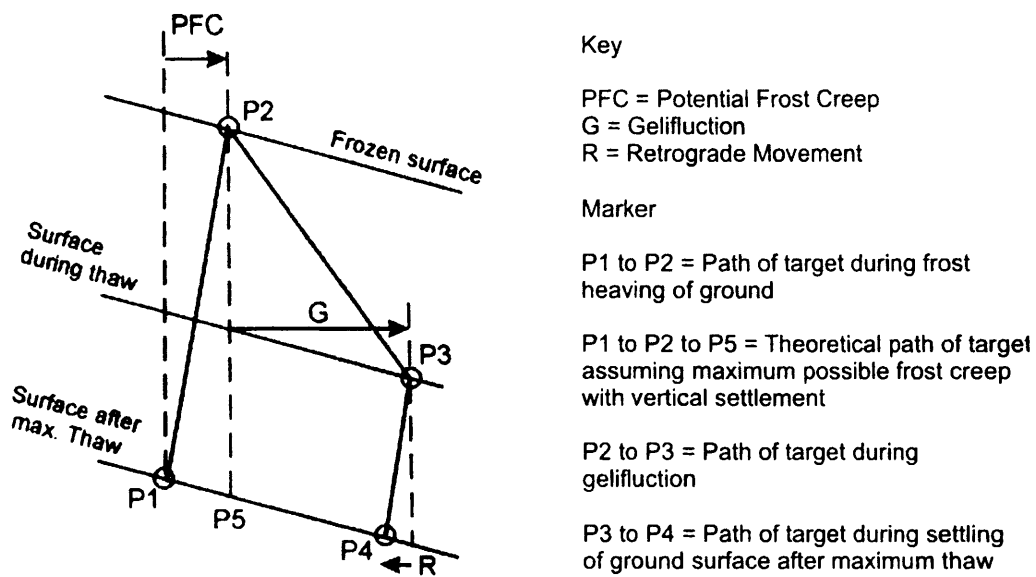 PFC
P2
Frozen surface
Surface
during thaw
G
P3
Surface after
max. Thaw
P1
P5
P4
R
Key
PFC = Potential Frost Creep
G = Gelifluction
R = Retrograde Movement
Marker
P1 to P2 = Path of target during frost
heaving of ground
P1 to P2 to P5 = Theoretical path of target
assuming maximum possible frost creep
with vertical settlement
P2 to P3 = Path of target during
gelifluction
P3 to P4 = Path of target during settling
of ground surface after maximum thaw